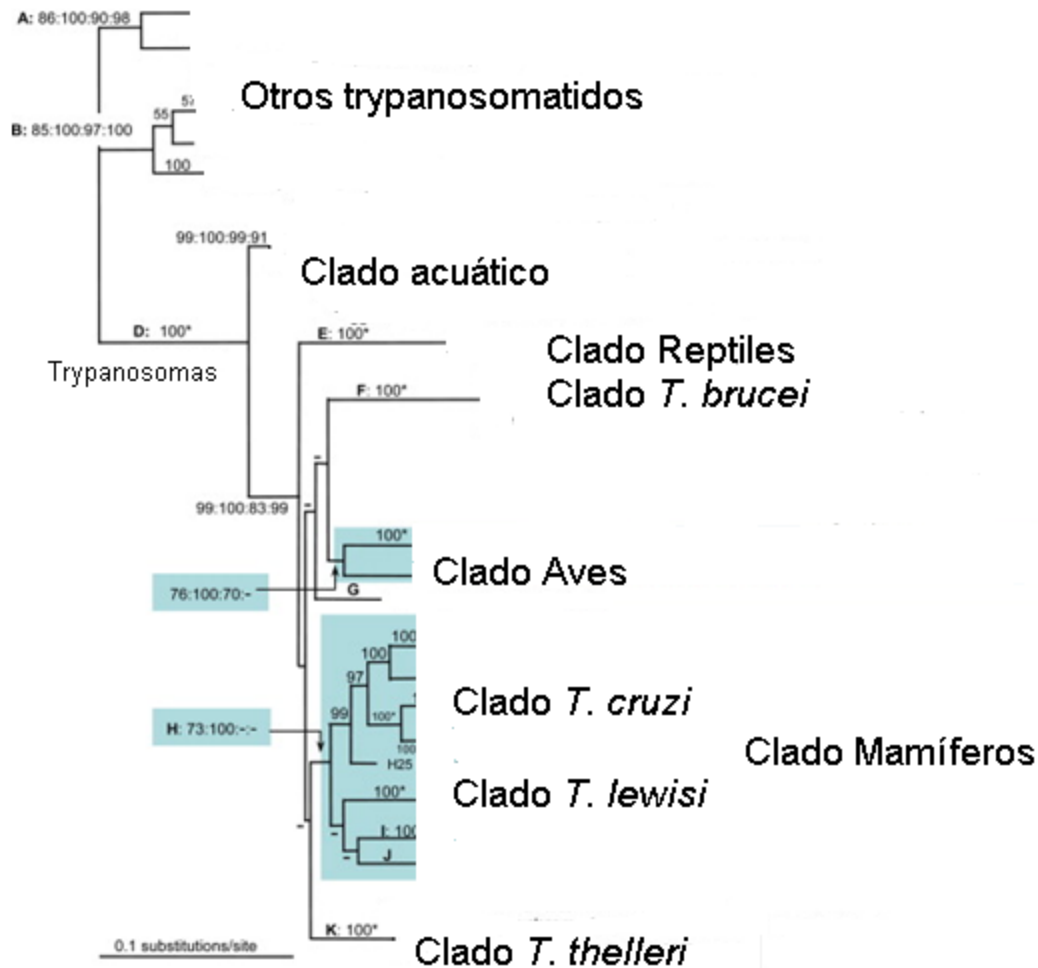 A: 86:100:90:98
Otros trypanosomatidos
55
B: 85:100:97:100
100
99:100:99:91
Clado acuático
D: 100*
E: 100*
Trypanosomas
Clado Reptiles
F: 100*
Clado T. brucei
-
99:100:83:99
-
100*
Clado Aves
76:100:70:-
G
100
100
97
Clado T. cruzi
99
100*
H: 73:100:-:-
100
Clado Mamíferos
H25
100*
Clado T. lewisi
-
I: 100
-
J
-
K: 100*
0.1 substitutions/site
Clado T. thelleri